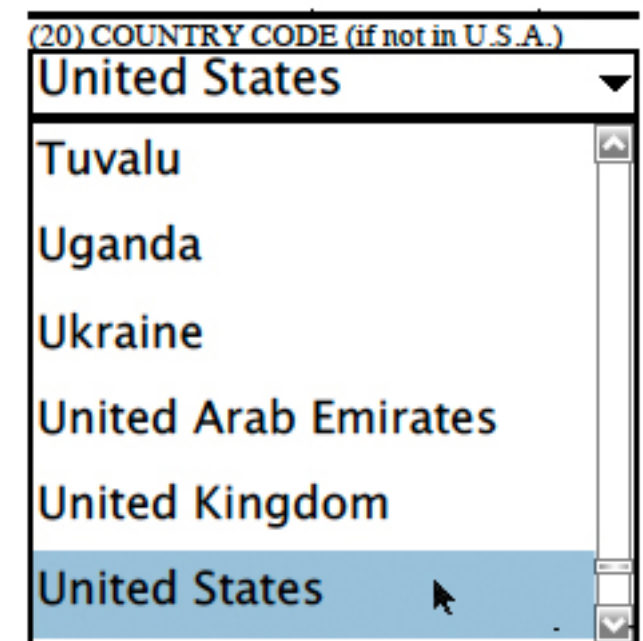 (20) COUNTRY CODE (if not in U.S.A.)
United States
Tuvalu
Uganda
Ukraine
United Arab Emirates
United Kingdom
United States